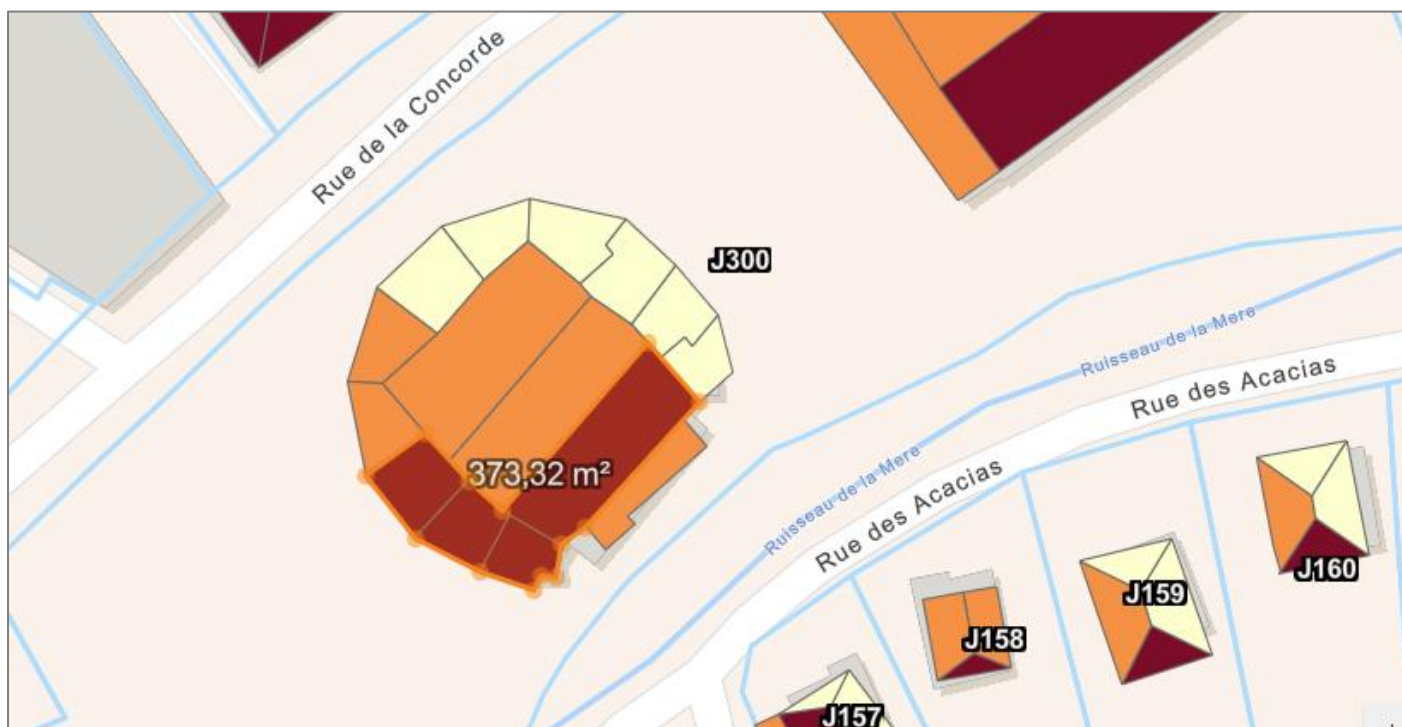 Rue de la Concorde
J300
Ruisseau de la Mere
Rue des Acacias
373,32 m²
Ruisseau de la Mere
Rue des Acacias
J160
J159
J158
J157